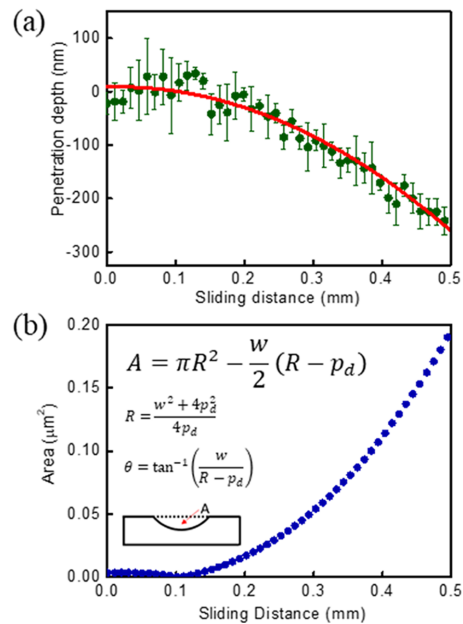 (a)
100
0
-100
-200
-300
Penetration depth (nm)
0.0 0.1 0.2 0.3 0.4 0.5
Sliding distance (mm)
(b)
0.20
0.15
0.10
0.05
0.00
Area (μm²)
A = πR² − w/2 (R − p_d)
R = (w² + 4p_d²)/(4p_d)
θ = tan⁻¹ (w/(R − p_d))
A
0.0 0.1 0.2 0.3 0.4 0.5
Sliding Distance (mm)